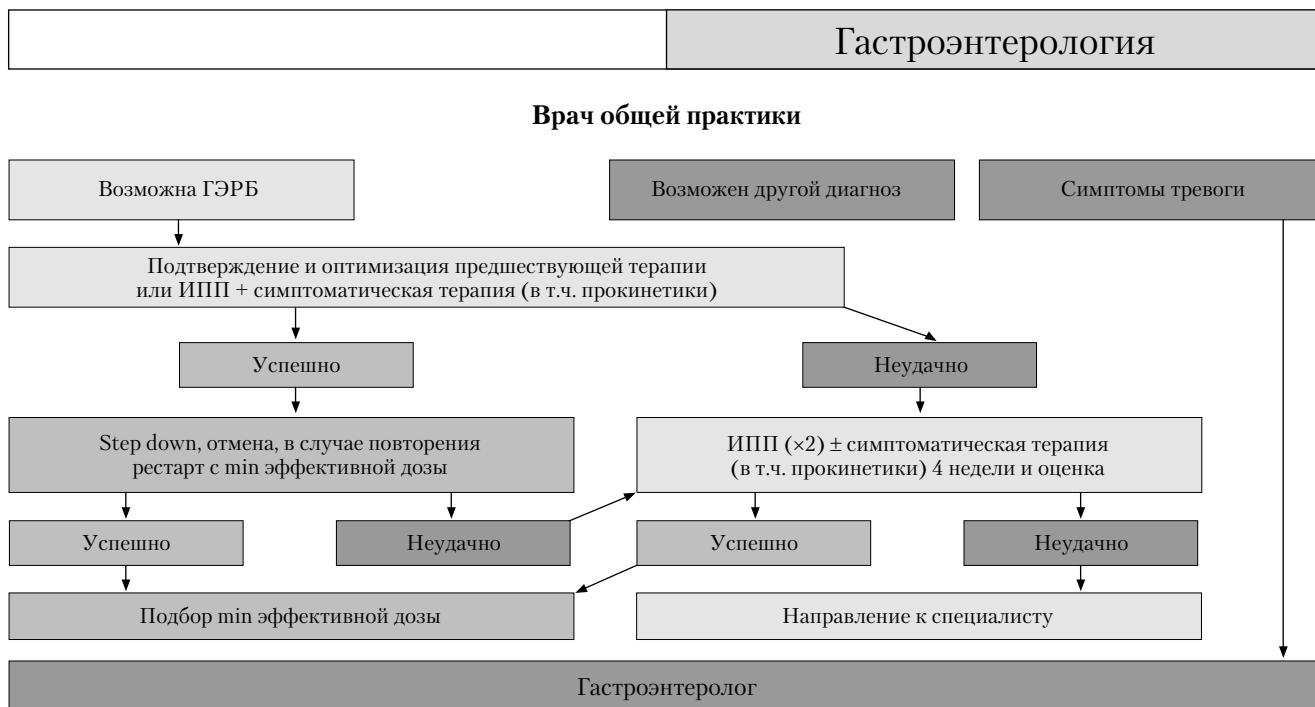 Гастроэнтерология
Врач общей практики
Возможна ГЭРБ
Возможен другой диагноз
Симптомы тревоги
Подтверждение и оптимизация предшествующей терапии
или ИПП + симптоматическая терапия (в т.ч. прокинетики)
Успешно
Неудачно
Step down, отмена, в случае повторения
рестарт с min эффективной дозы
ИПП (×2) ± симптоматическая терапия
(в т.ч. прокинетики) 4 недели и оценка
Успешно
Неудачно
Успешно
Неудачно
Подбор min эффективной дозы
Направление к специалисту
Гастроэнтеролог